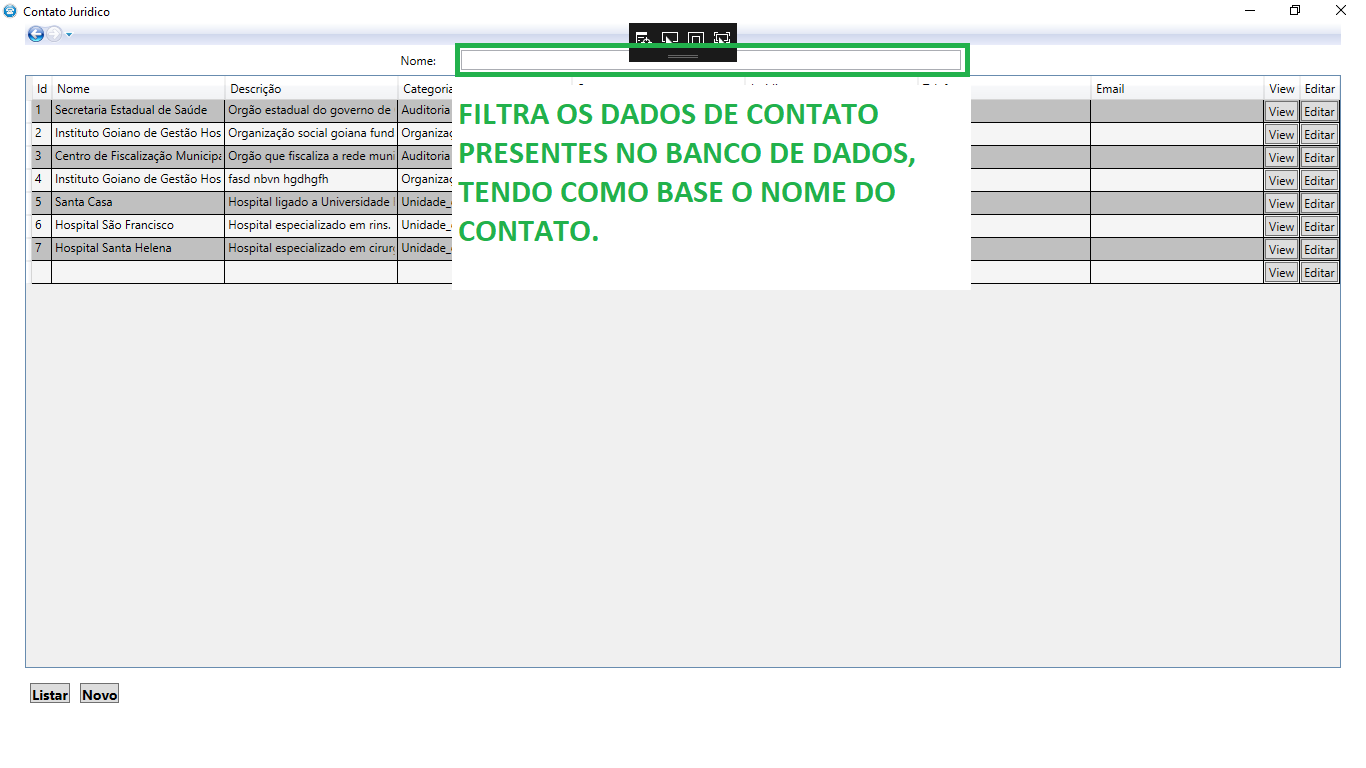 Contato Juridico
Nome:
Id Nome Descrição Categoria Email View Editar
1 Secretaria Estadual de Saúde Orgão estadual do governo de Auditoria View Editar
2 Instituto Goiano de Gestão Hos Organização social goiana fund Organizaç View Editar
3 Centro de Fiscalização Municipa Orgão que fiscaliza a rede muni Auditoria View Editar
4 Instituto Goiano de Gestão Hos fasd nbvn hgdhgfh Organizaç View Editar
5 Santa Casa Hospital ligado a Universidade Unidade_ View Editar
6 Hospital São Francisco Hospital especializado em rins. Unidade_ View Editar
7 Hospital Santa Helena Hospital especializado em cirur Unidade_ View Editar
View Editar
FILTRA OS DADOS DE CONTATO
PRESENTES NO BANCO DE DADOS,
TENDO COMO BASE O NOME DO
CONTATO.
Listar Novo